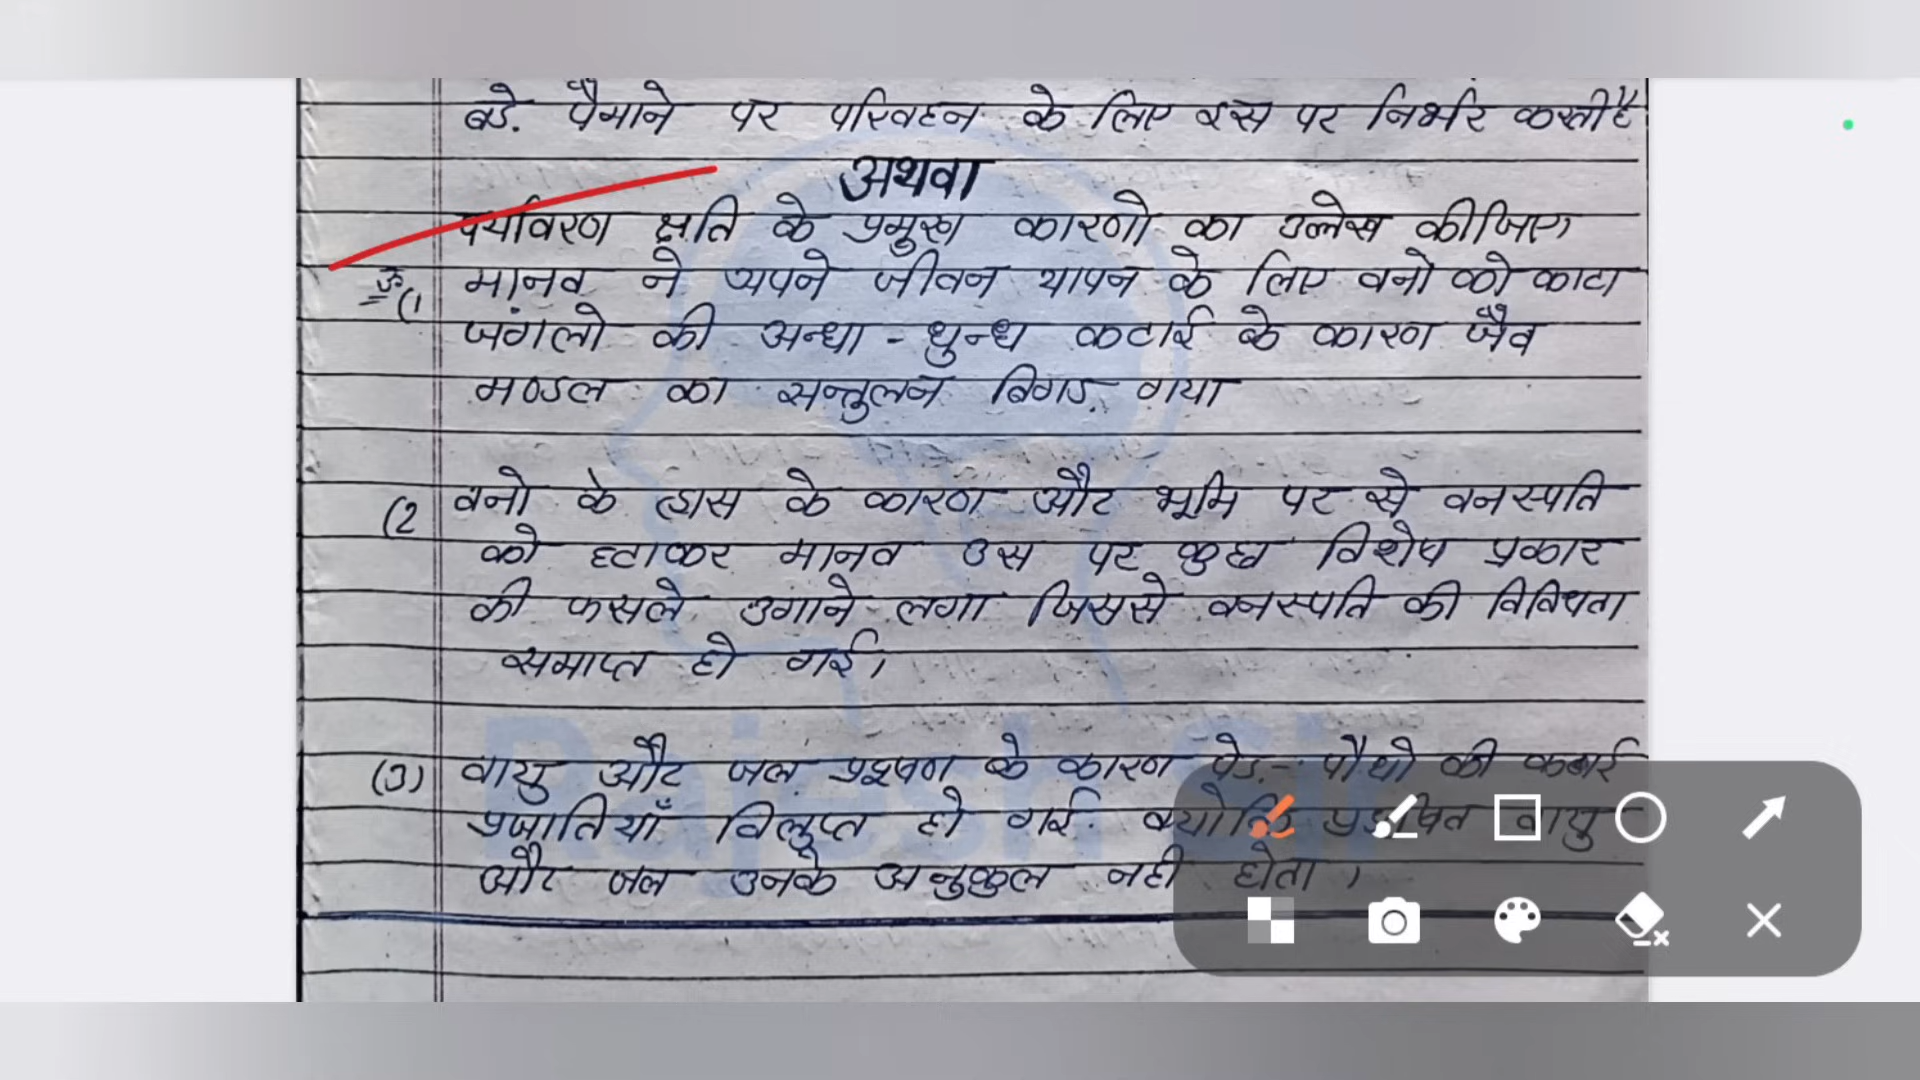 बडे. पैमाने पर परिवहन के लिए इस पर निर्भर करती है
अथवा
पर्यावरण क्षति के प्रमुख कारणो का उल्लेख कीजिए,
उ(1 मानव ने अपने जीवन यापन के लिए वनो को काटा
जंगलो की अन्धा - धुन्ध कटाई के कारण जैव
मण्डल का सन्तुलन बिगड. गया
(2 वनो के ह्रास के कारण और भूमि पर से वनस्पति
को हटाकर मानव उस पर कुछ विशेष प्रकार
की फसले उगाने लगा जिससे वनस्पति की विविधता
समाप्त हो गई।
(3) वायु और जल प्रदूषण के कारण पेड.- पौधो की
प्रजातियाँ विलुप्त हो गई. क्योकि प्रदूषित वायु
और जल उनके अनुकुल नही होता।
Rajesh Sir